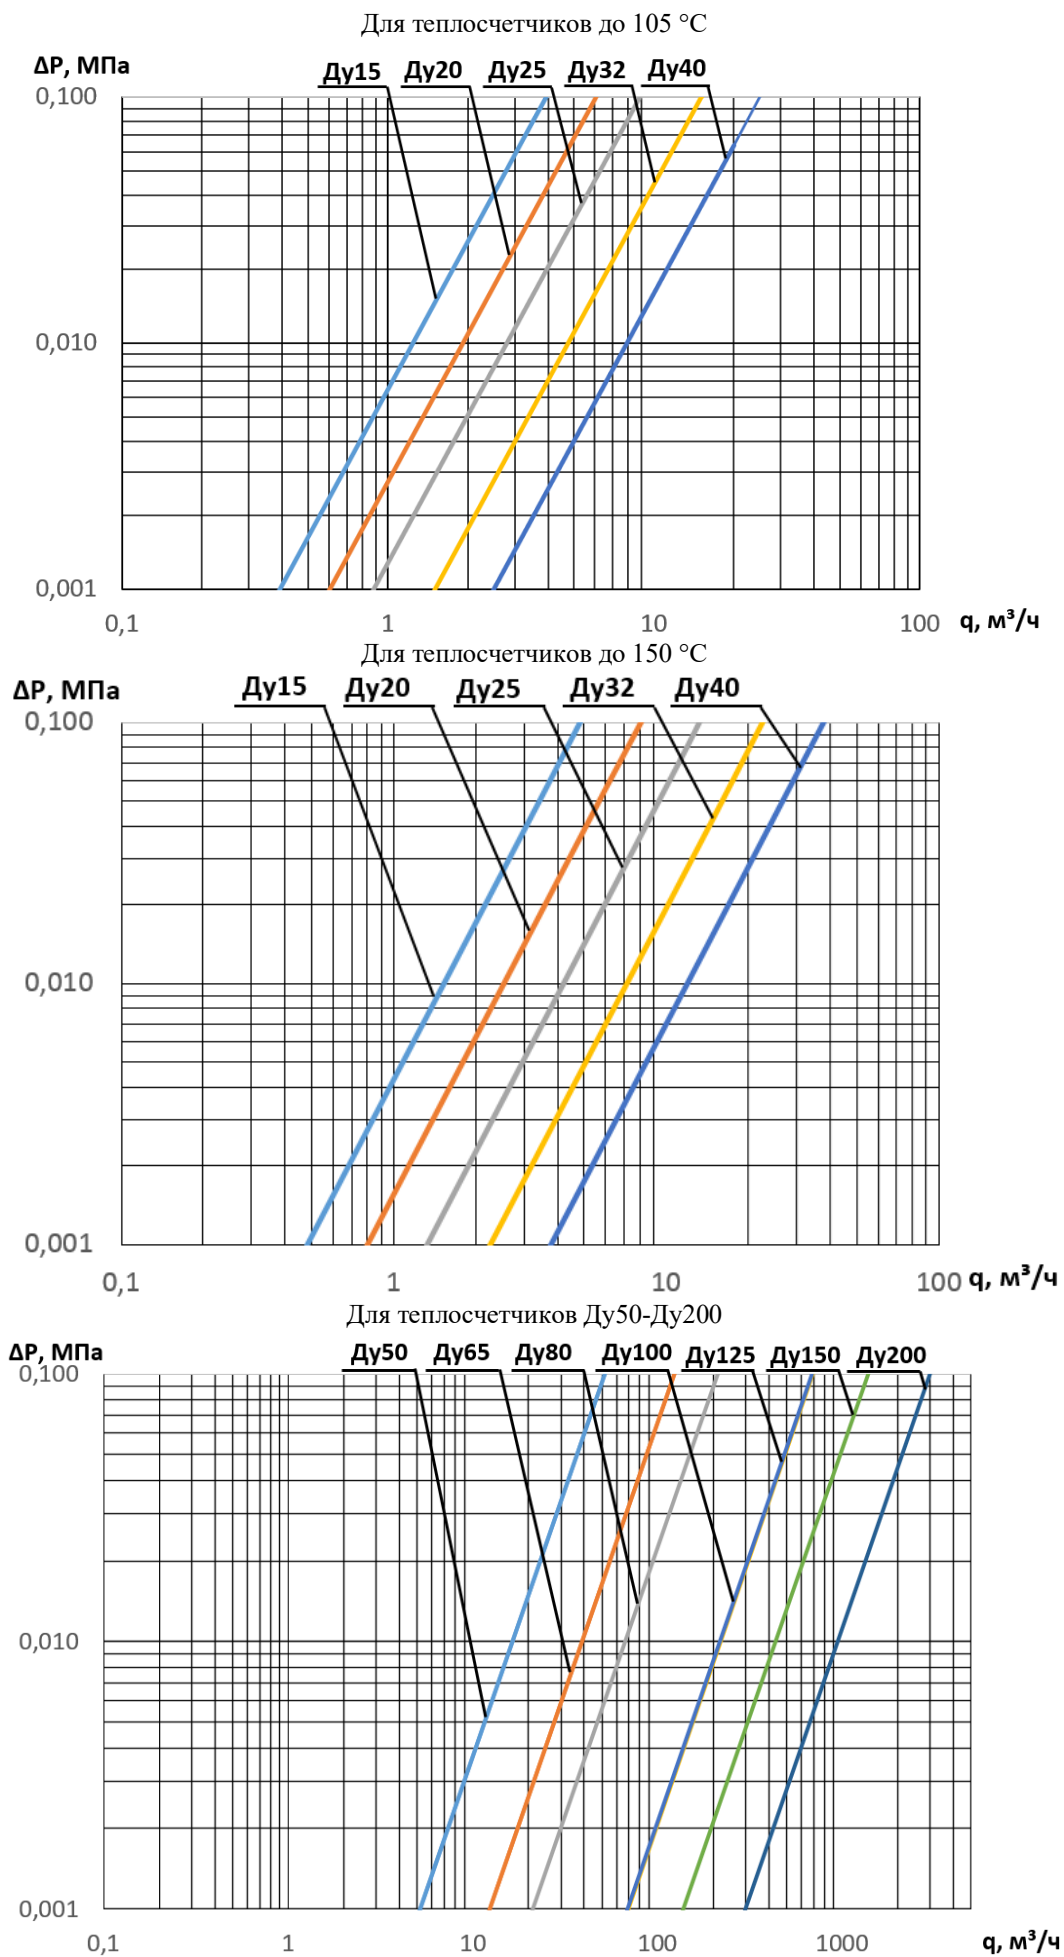 Для теплосчетчиков до 105 °С
ΔР, МПа
Ду15 Ду20 Ду25 Ду32 Ду40
0,100
0,010
0,001
0,1 1 10 100 q, м³/ч
Для теплосчетчиков до 150 °С
ΔР, МПа
Ду15 Ду20 Ду25 Ду32 Ду40
0,100
0,010
0,001
0,1 1 10 100 q, м³/ч
Для теплосчетчиков Ду50-Ду200
ΔР, МПа
Ду50 Ду65 Ду80 Ду100 Ду125 Ду150 Ду200
0,100
0,010
0,001
0,1 1 10 100 1000 q, м³/ч